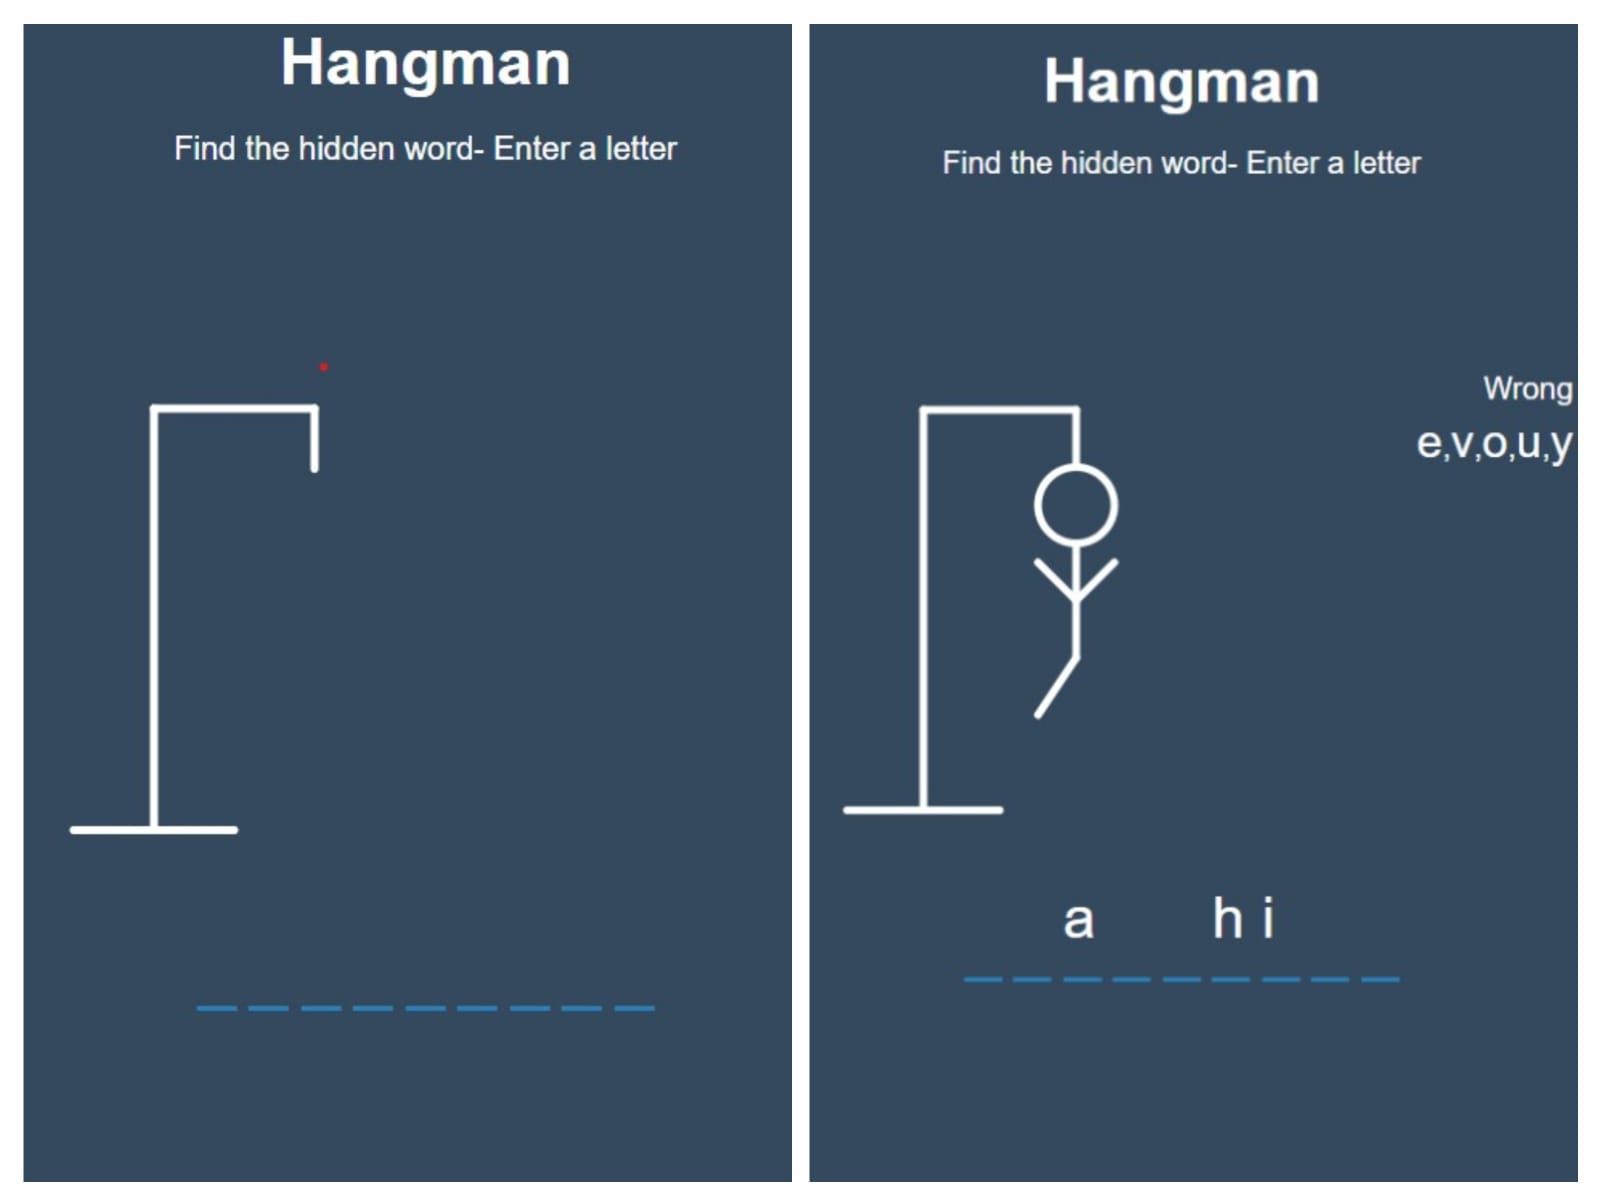 Hangman
Find the hidden word- Enter a letter
Hangman
Find the hidden word- Enter a letter
Wrong
e,v,o,u,y
a h i